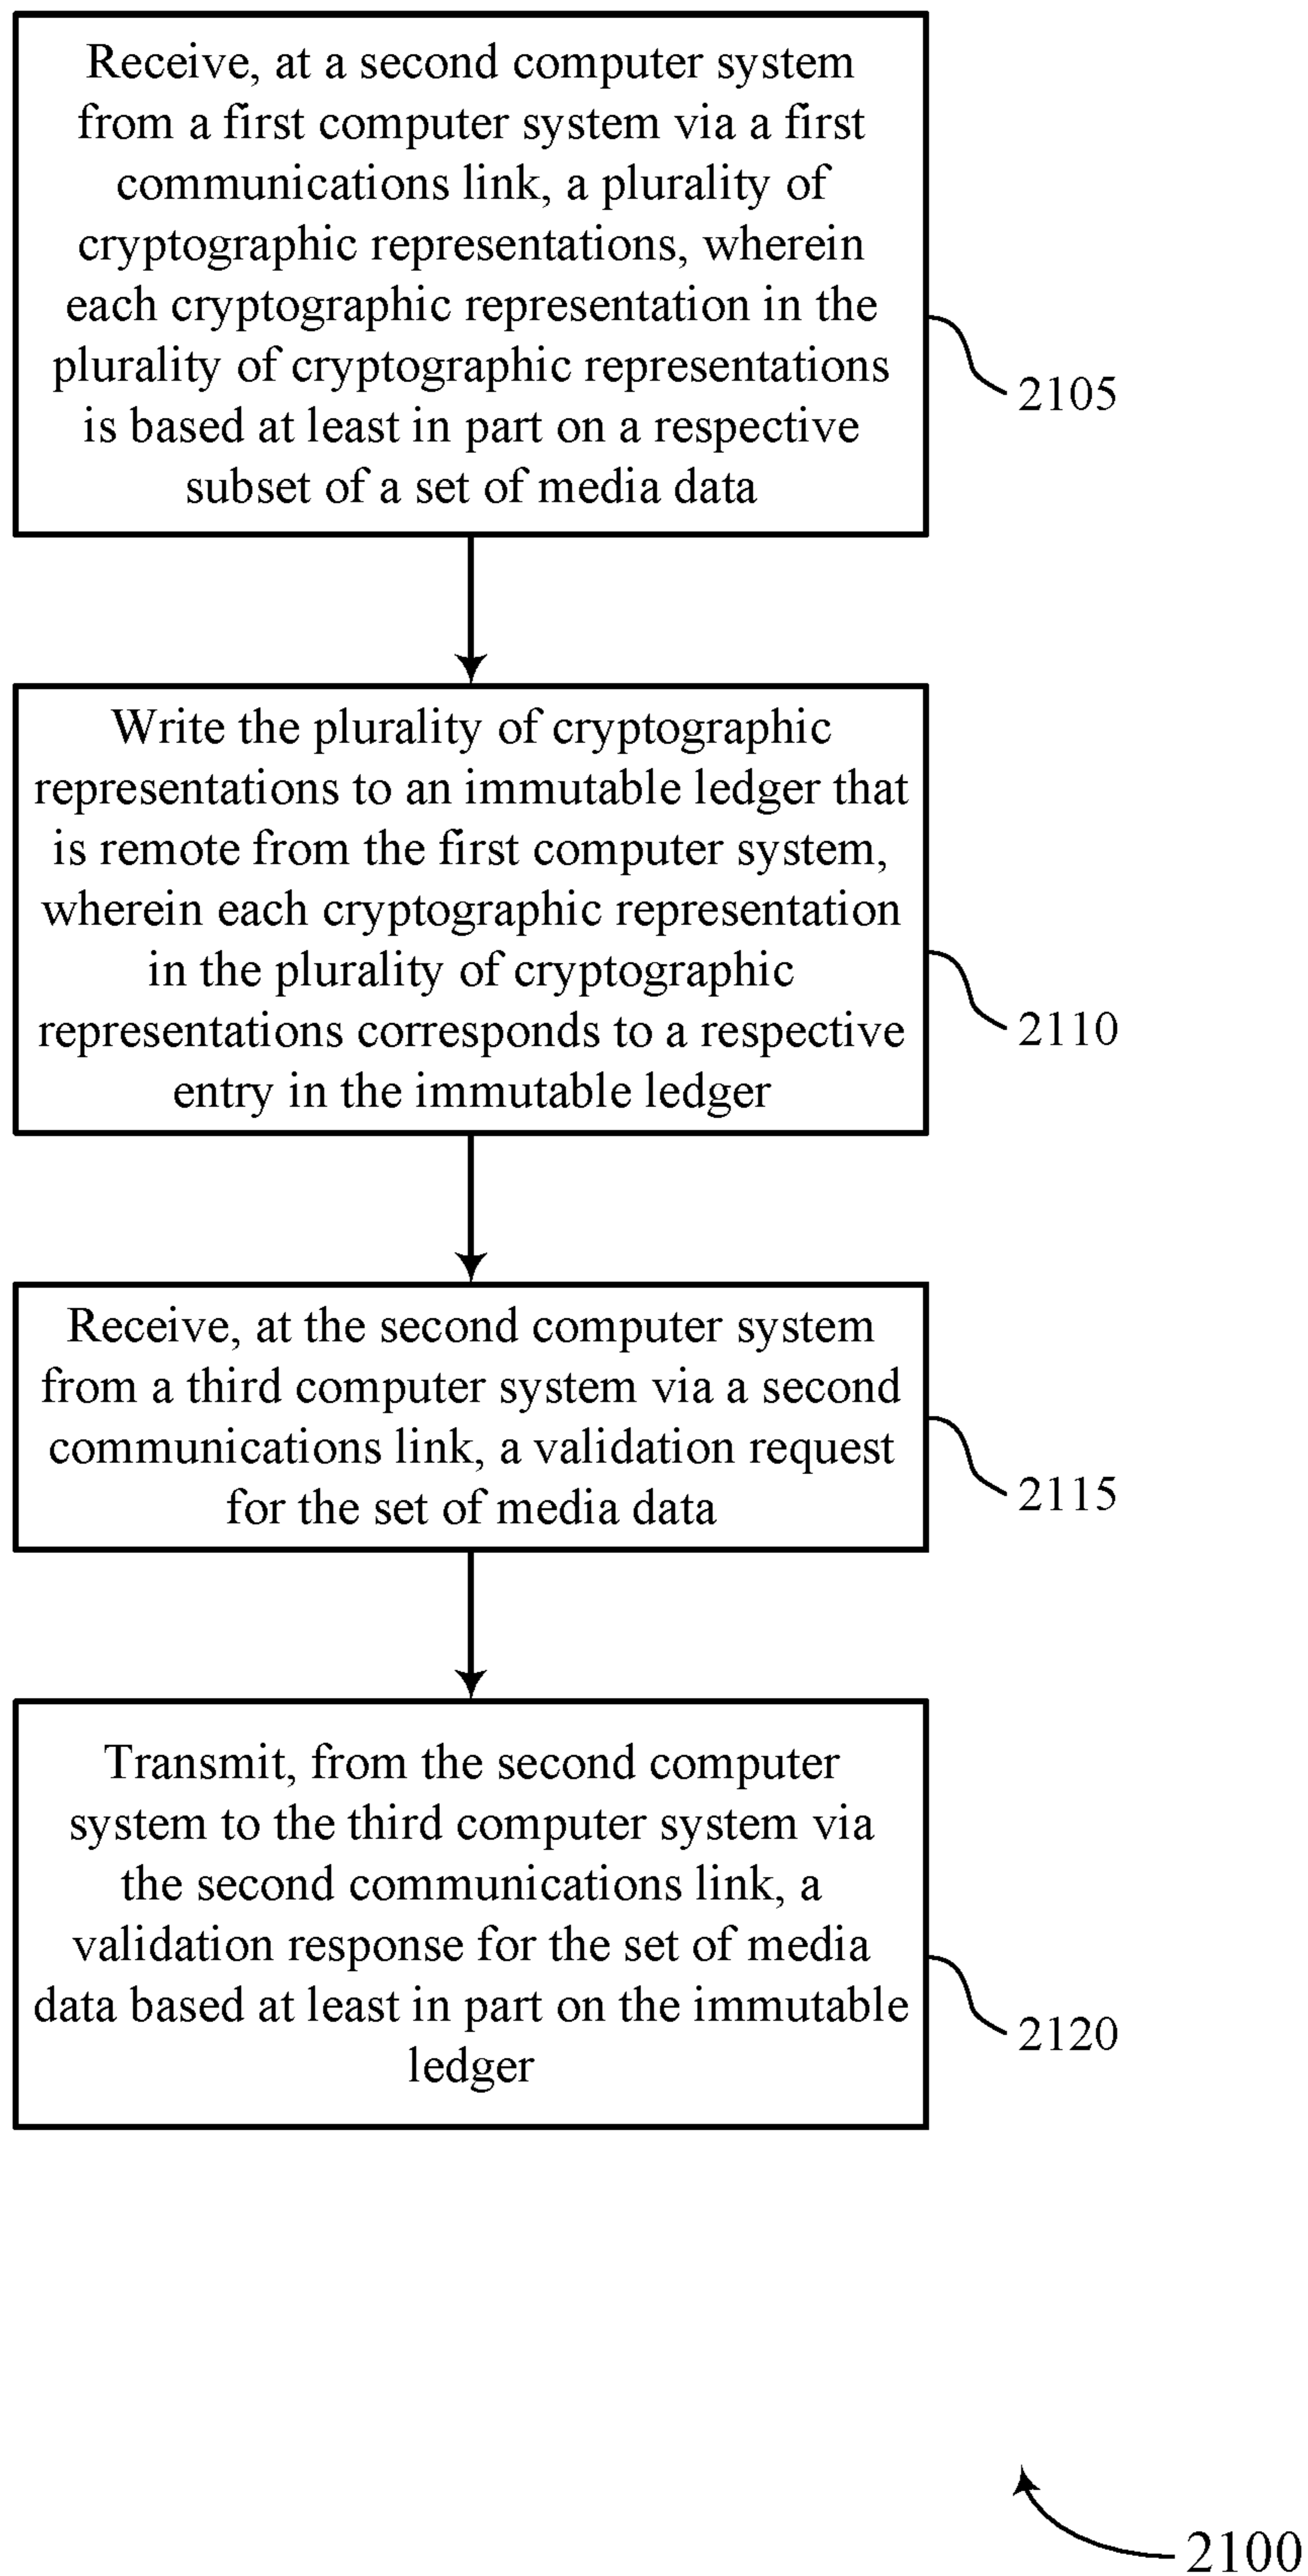 Receive, at a second computer system
from a first computer system via a first
communications link, a plurality of
cryptographic representations, wherein
each cryptographic representation in the
plurality of cryptographic representations
is based at least in part on a respective
subset of a set of media data
2105
Write the plurality of cryptographic
representations to an immutable ledger that
is remote from the first computer system,
wherein each cryptographic representation
in the plurality of cryptographic
representations corresponds to a respective
entry in the immutable ledger
2110
Receive, at the second computer system
from a third computer system via a second
communications link, a validation request
for the set of media data
2115
Transmit, from the second computer
system to the third computer system via
the second communications link, a
validation response for the set of media
data based at least in part on the immutable
ledger
2120
2100